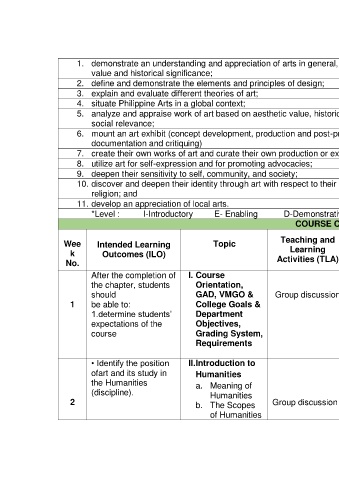 1. demonstrate an understanding and appreciation of arts in general,
value and historical significance;
2. define and demonstrate the elements and principles of design;
3. explain and evaluate different theories of art;
4. situate Philippine Arts in a global context;
5. analyze and appraise work of art based on aesthetic value, historic
social relevance;
6. mount an art exhibit (concept development, production and post-pr
documentation and critiquing)
7. create their own works of art and curate their own production or ex
8. utilize art for self-expression and for promoting advocacies;
9. deepen their sensitivity to self, community, and society;
10. discover and deepen their identity through art with respect to their
religion; and
11. develop an appreciation of local arts.
*Level : I-Introductory E- Enabling D-Demonstrativ
COURSE C
Wee
k
No.
Intended Learning
Outcomes (ILO)
Topic
Teaching and
Learning
Activities (TLA)
1
After the completion of
the chapter, students
should
be able to:
1.determine students'
expectations of the
course
I. Course
Orientation,
GAD, VMGO &
College Goals &
Department
Objectives,
Grading System,
Requirements
Group discussion
2
• Identify the position
ofart and its study in
the Humanities
(discipline).
II.Introduction to
Humanities
a. Meaning of
Humanities
b. The Scopes
of Humanities
Group discussion